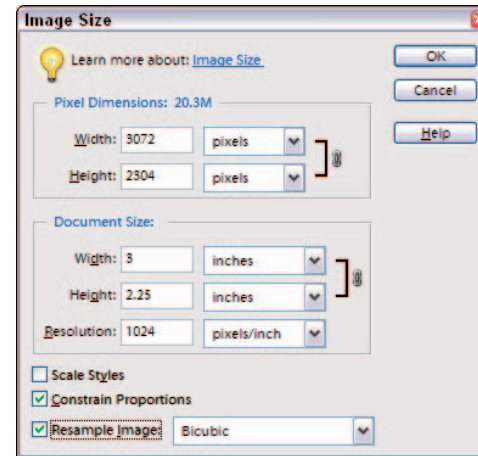 Image Size
Learn more about: Image Size
OK
Cancel
Help
Pixel Dimensions: 20.3M
Width: 3072 pixels
Height: 2304 pixels
Document Size:
Width: 3 inches
Height: 2.25 inches
Resolution: 1024 pixels/inch
Scale Styles
Constrain Proportions
Resample Image: Bicubic